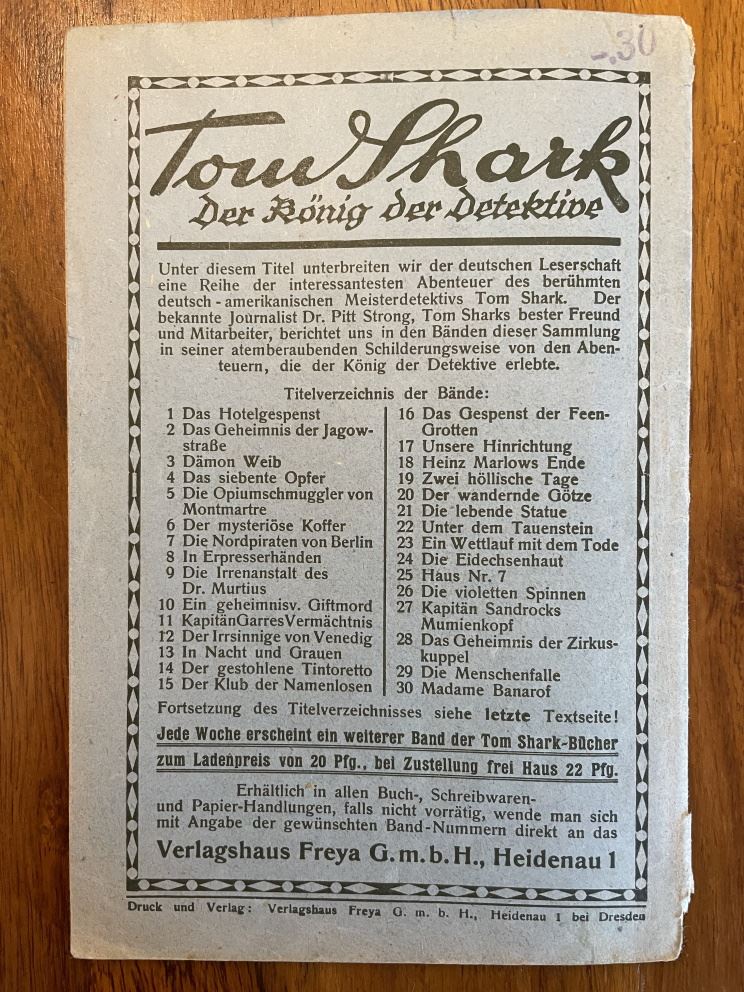 -.30
Tom Shark
Der König der Detektive
Unter diesem Titel unterbreiten wir der deutschen Leserschaft
eine Reihe der interessantesten Abenteuer des berühmten
deutsch-amerikanischen Meisterdetektivs Tom Shark. Der
bekannte Journalist Dr. Pitt Strong, Tom Sharks bester Freund
und Mitarbeiter, berichtet uns in den Bänden dieser Sammlung
in seiner atemberaubenden Schilderungsweise von den Aben-
teuern, die der König der Detektive erlebte.
Titelverzeichnis der Bände:
1 Das Hotelgespenst
2 Das Geheimnis der Jagow-
straße
3 Dämon Weib
4 Das siebente Opfer
5 Die Opiumschmuggler von
Montmartre
6 Der mysteriöse Koffer
7 Die Nordpiraten von Berlin
8 In Erpresserhänden
9 Die Irrenanstalt des
Dr. Murtius
10 Ein geheimnisv. Giftmord
11 Kapitän Garres Vermächtnis
12 Der Irrsinnige von Venedig
13 In Nacht und Grauen
14 Der gestohlene Tintoretto
15 Der Klub der Namenlosen
16 Das Gespenst der Feen-
Grotten
17 Unsere Hinrichtung
18 Heinz Marlows Ende
19 Zwei höllische Tage
20 Der wandernde Götze
21 Die lebende Statue
22 Unter dem Tauenstein
23 Ein Wettlauf mit dem Tode
24 Die Eidechsenhaut
25 Haus Nr. 7
26 Die violetten Spinnen
27 Kapitän Sandrocks
Mumienkopf
28 Das Geheimnis der Zirkus-
kuppel
29 Die Menschenfalle
30 Madame Banarof
Fortsetzung des Titelverzeichnisses siehe letzte Textseite!
Jede Woche erscheint ein weiterer Band der Tom Shark-Bücher
zum Ladenpreis von 20 Pfg., bei Zustellung frei Haus 22 Pfg.
Erhältlich in allen Buch-, Schreibwaren-
und Papier-Handlungen, falls nicht vorrätig, wende man sich
mit Angabe der gewünschten Band-Nummern direkt an das
Verlagshaus Freya G.m.b.H., Heidenau 1
Druck und Verlag: Verlagshaus Freya G. m. b. H., Heidenau 1 bei Dresden